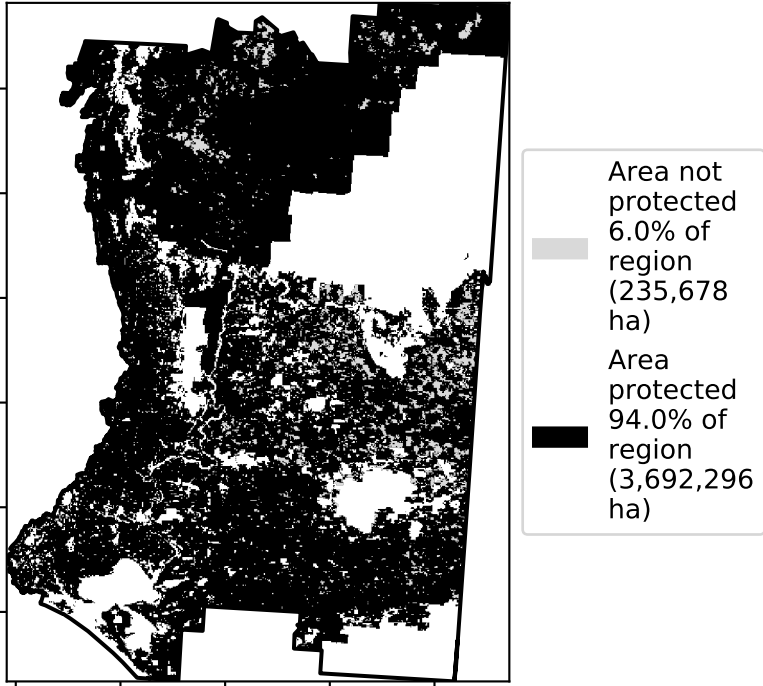 Area not
protected
6.0% of
region
(235,678
ha)
Area
protected
94.0% of
region
(3,692,296
ha)